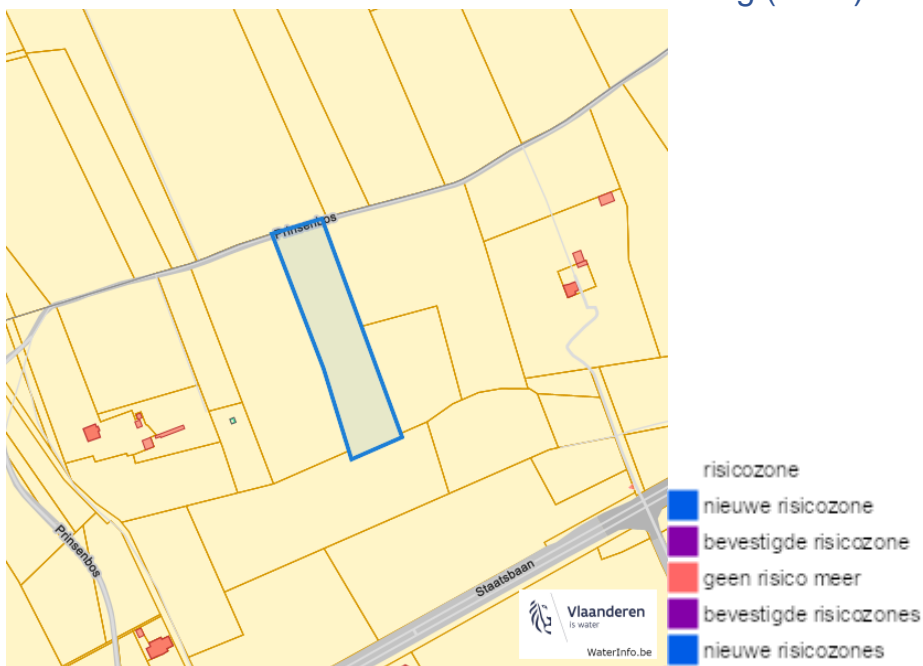 Prinsenbos
Prinsenbos
Staatsbaan
Vlaanderen
is water
WaterInfo.be
risicozone
nieuwe risicozone
bevestigde risicozone
geen risico meer
bevestigde risicozones
nieuwe risicozones